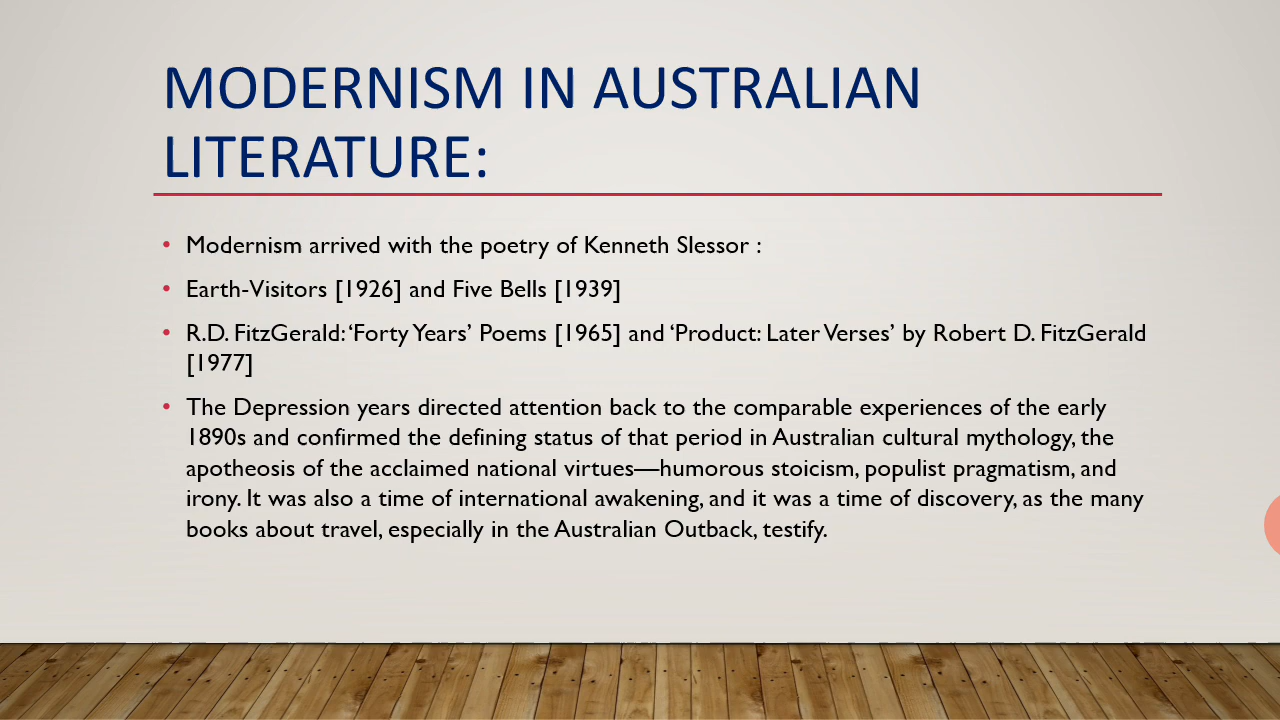 MODERNISM IN AUSTRALIAN
LITERATURE:
• Modernism arrived with the poetry of Kenneth Slessor :
• Earth-Visitors [1926] and Five Bells [1939]
• R.D. FitzGerald: ‘Forty Years’ Poems [1965] and ‘Product: Later Verses’ by Robert D. FitzGerald
[1977]
• The Depression years directed attention back to the comparable experiences of the early
1890s and confirmed the defining status of that period in Australian cultural mythology, the
apotheosis of the acclaimed national virtues—humorous stoicism, populist pragmatism, and
irony. It was also a time of international awakening, and it was a time of discovery, as the many
books about travel, especially in the Australian Outback, testify.